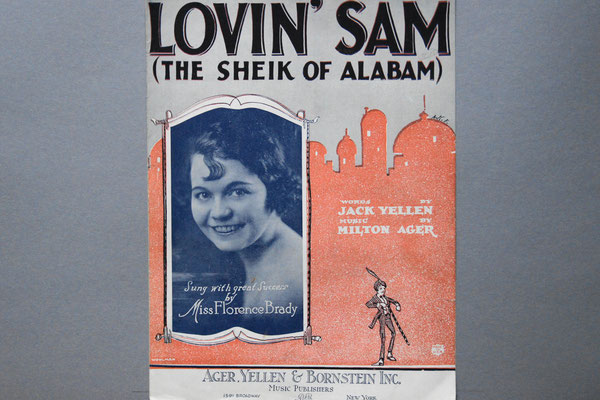 LOVIN' SAM
(THE SHEIK OF ALABAM)
WORDS BY
JACK YELLEN
MUSIC BY
MILTON AGER
Sung with great Success
by
Miss Florence Brady
AGER, YELLEN & BORNSTEIN INC.
MUSIC PUBLISHERS
BROADWAY NEW YORK